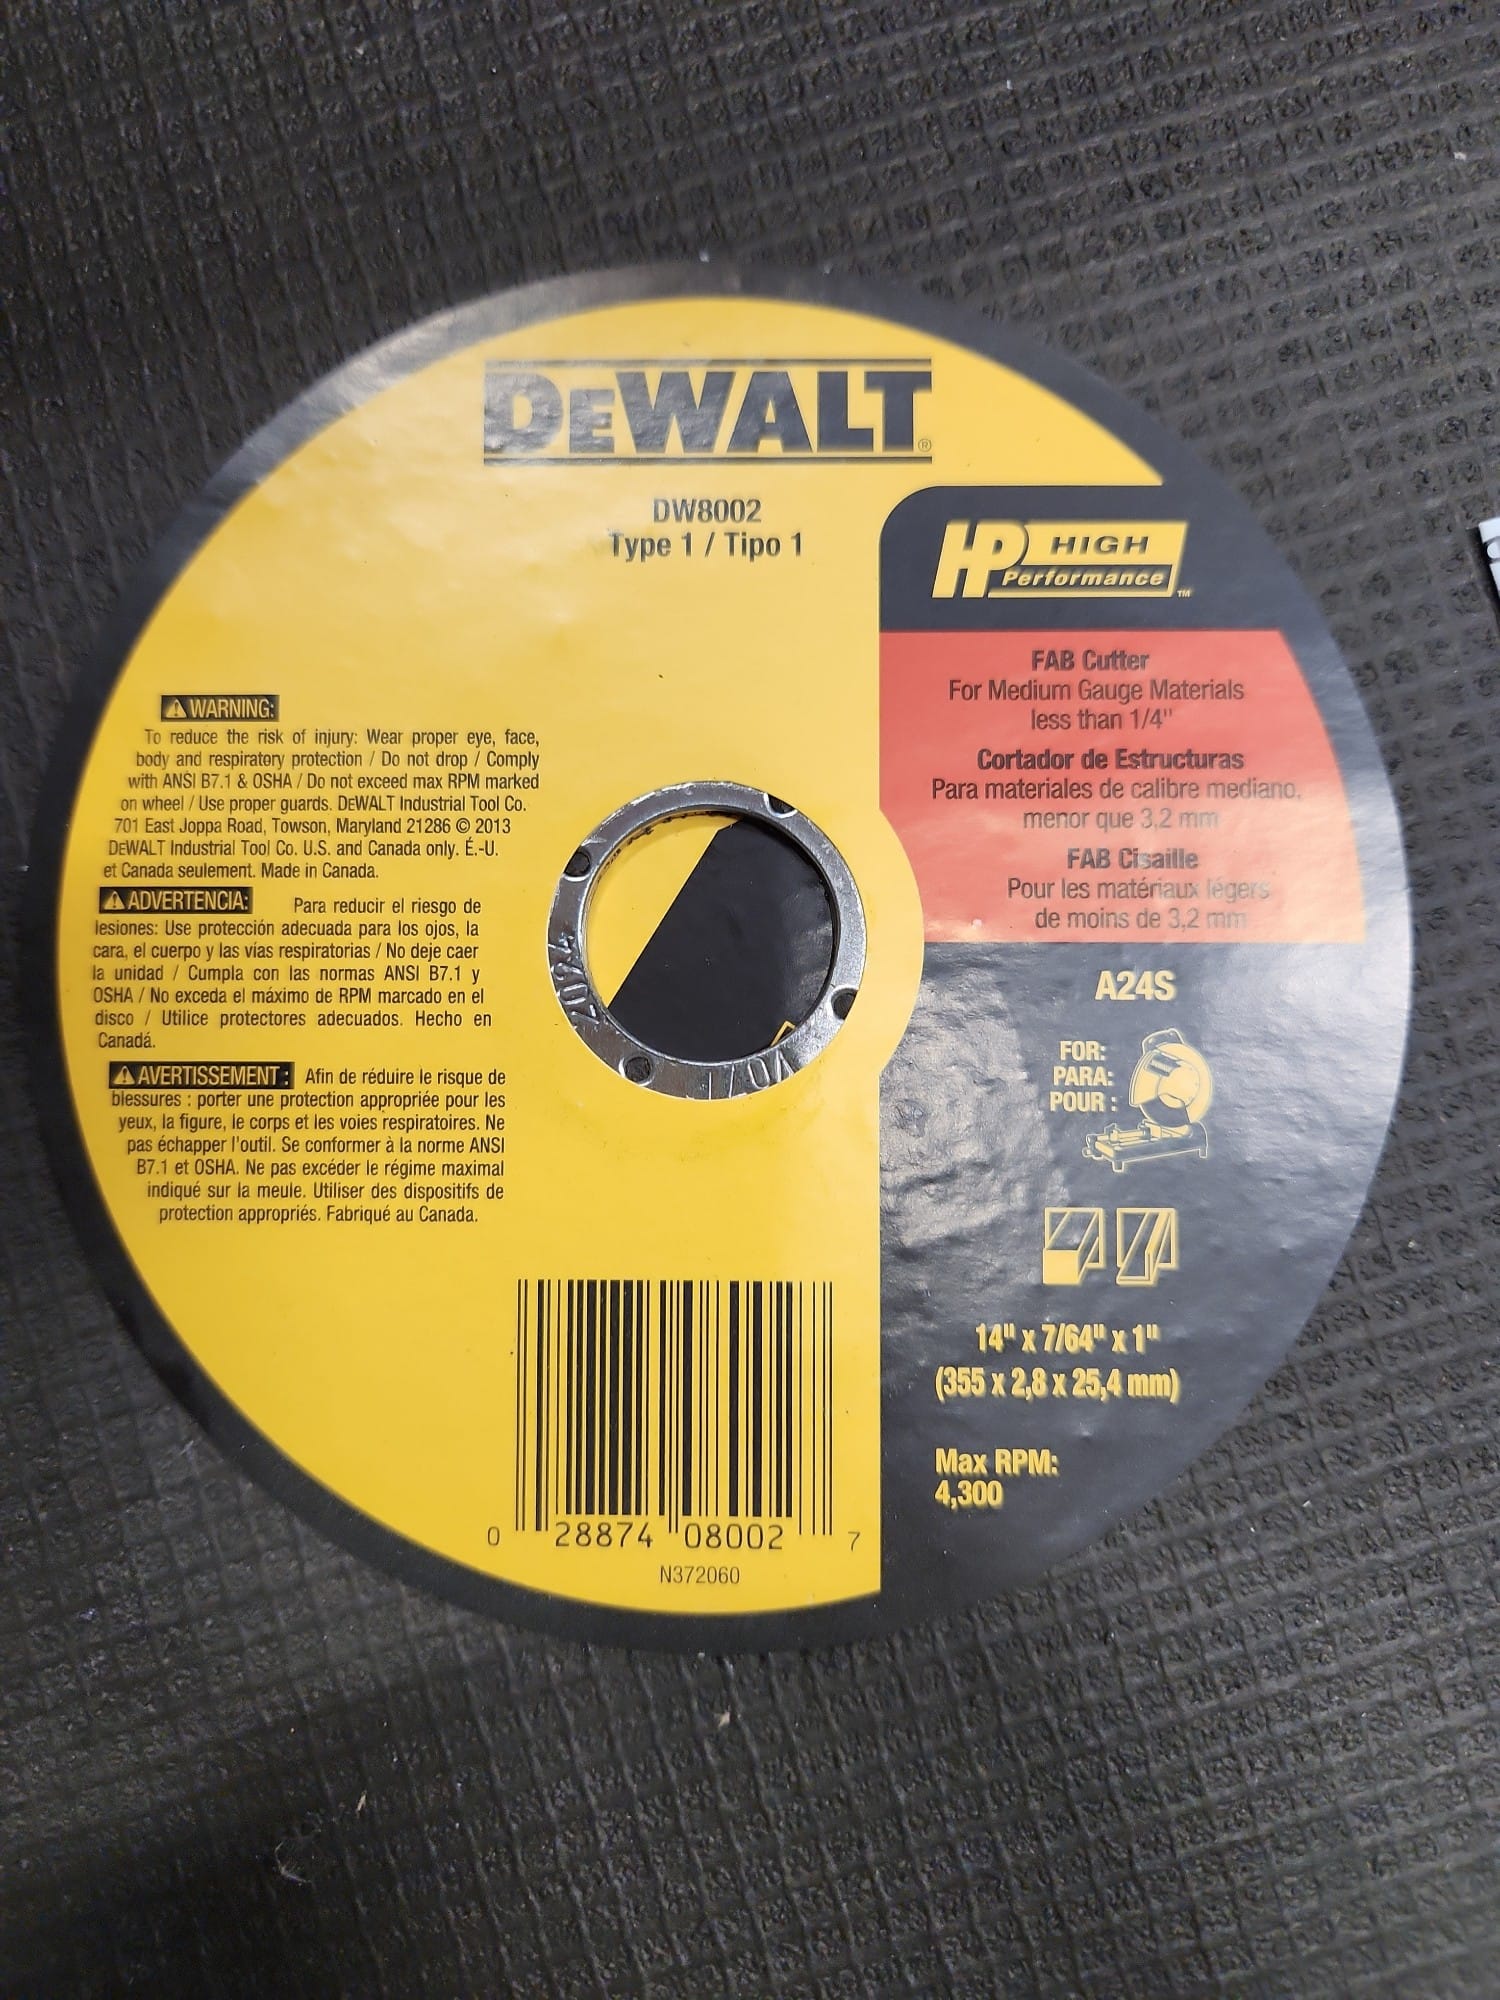 DEWALT®
DW8002
Type 1 / Tipo 1
HP HIGH
Performance™
FAB Cutter
For Medium Gauge Materials
less than 1/4"
Cortador de Estructuras
Para materiales de calibre mediano,
menor que 3,2 mm
FAB Cisaille
Pour les matériaux légers
de moins de 3,2 mm
A24S
FOR:
PARA:
POUR :
14" x 7/64" x 1"
(355 x 2,8 x 25,4 mm)
Max RPM:
4,300
WARNING:
To reduce the risk of injury: Wear proper eye, face,
body and respiratory protection / Do not drop / Comply
with ANSI B7.1 & OSHA / Do not exceed max RPM marked
on wheel / Use proper guards. DEWALT Industrial Tool Co.
701 East Joppa Road, Towson, Maryland 21286 © 2013
DEWALT Industrial Tool Co. U.S. and Canada only. É.-U.
et Canada seulement. Made in Canada.
ADVERTENCIA: Para reducir el riesgo de
lesiones: Use protección adecuada para los ojos, la
cara, el cuerpo y las vías respiratorias / No deje caer
la unidad / Cumpla con las normas ANSI B7.1 y
OSHA / No exceda el máximo de RPM marcado en el
disco / Utilice protectores adecuados. Hecho en
Canadá.
AVERTISSEMENT : Afin de réduire le risque de
blessures : porter une protection appropriée pour les
yeux, la figure, le corps et les voies respiratoires. Ne
pas échapper l'outil. Se conformer à la norme ANSI
B7.1 et OSHA. Ne pas excéder le régime maximal
indiqué sur la meule. Utiliser des dispositifs de
protection appropriés. Fabriqué au Canada.
2024
0 28874 08002 7
N372060